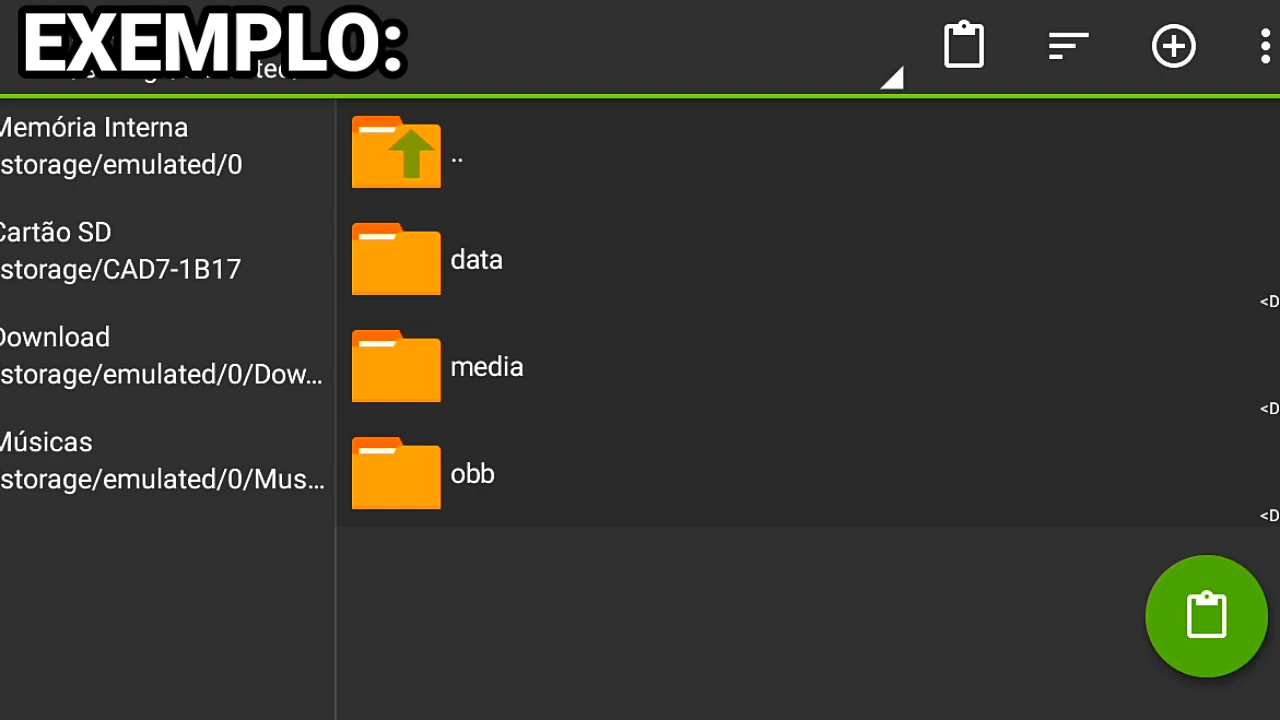 EXEMPLO:
Memória Interna
storage/emulated/0
Cartão SD
storage/CAD7-1B17
Download
storage/emulated/0/Dow...
Músicas
storage/emulated/0/Mus...
..
data
<D
media
<D
obb
<D